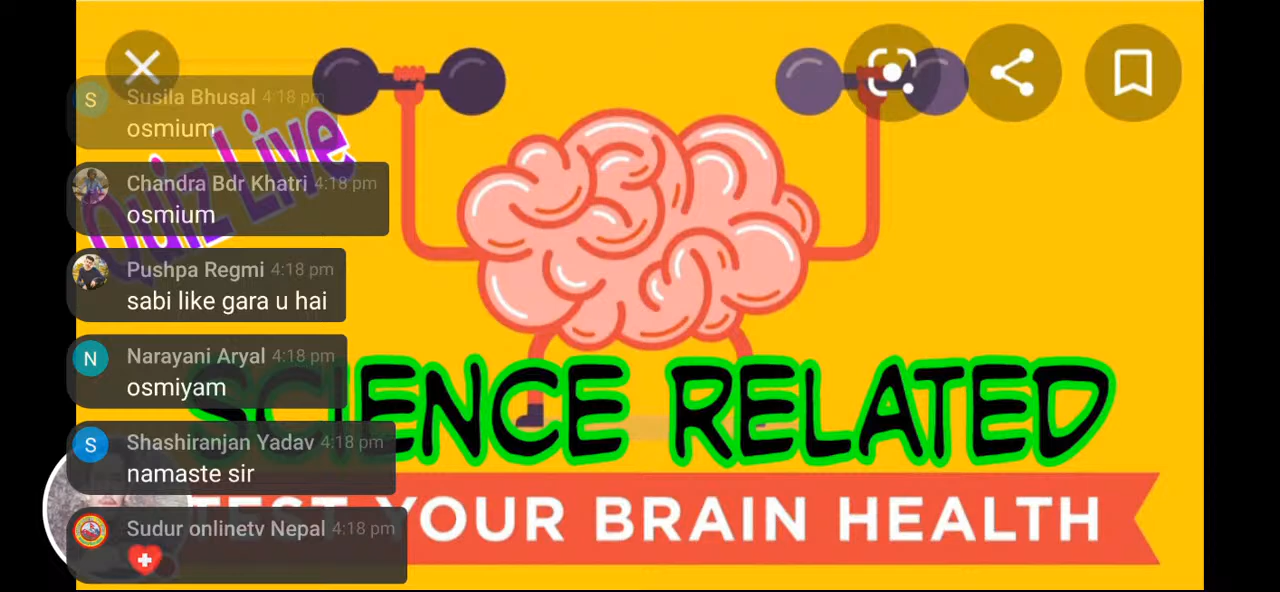 Susila Bhusal 4:18 pm
osmium
Quiz Live
Chandra Bdr Khatri 4:18 pm
osmium
Pushpa Regmi 4:18 pm
sabi like gara u hai
Narayani Aryal 4:18 pm
osmiyam
SCIENCE RELATED
Shashiranjan Yadav 4:18 pm
namaste sir
TEST YOUR BRAIN HEALTH
Sudur onlinetv Nepal 4:18 pm
S
N
S